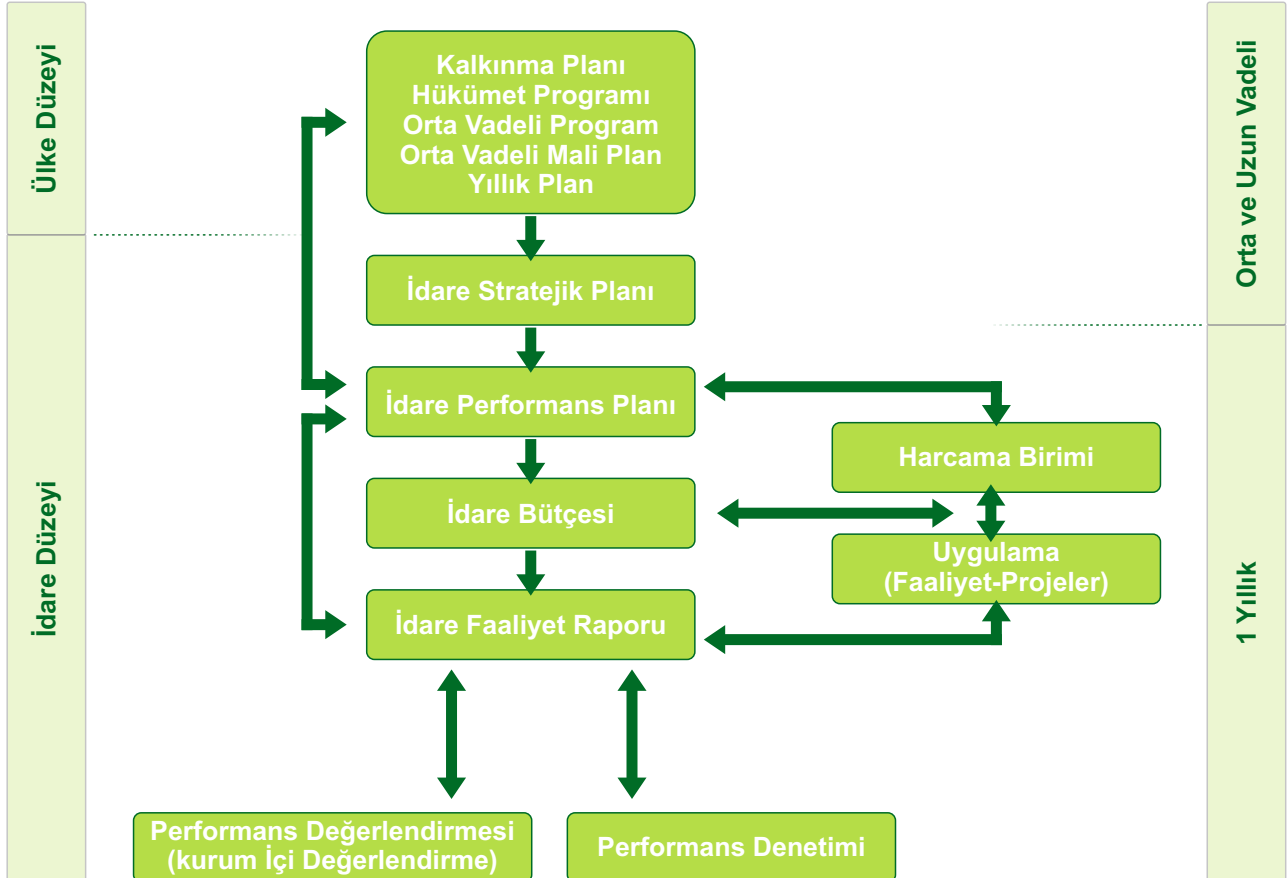 Ülke Düzeyi
Orta ve Uzun Vadeli
Kalkınma Planı
Hükümet Programı
Orta Vadeli Program
Orta Vadeli Mali Plan
Yıllık Plan
İdare Stratejik Planı
İdare Düzeyi
1 Yıllık
İdare Performans Planı
Harcama Birimi
İdare Bütçesi
Uygulama
(Faaliyet-Projeler)
İdare Faaliyet Raporu
Performans Değerlendirmesi
(kurum İçi Değerlendirme)
Performans Denetimi